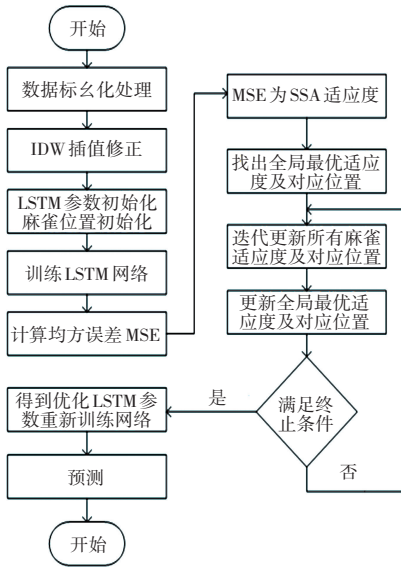 开始
数据标幺化处理
IDW插值修正
LSTM参数初始化
麻雀位置初始化
训练LSTM网络
计算均方误差MSE
MSE为SSA适应度
找出全局最优适应
度及对应位置
迭代更新所有麻雀
适应度及对应位置
更新全局最优适
应度及对应位置
满足终
止条件
是
否
得到优化LSTM参
数重新训练网络
预测
开始